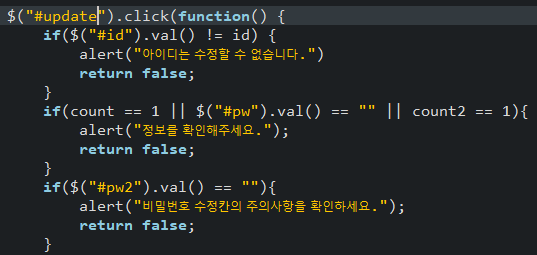 $("#update").click(function() {
    if($("#id").val() != id) {
        alert("아이디는 수정할 수 없습니다.")
        return false;
    }
    if(count == 1 || $("#pw").val() == "" || count2 == 1){
        alert("정보를 확인해주세요.");
        return false;
    }
    if($("#pw2").val() == ""){
        alert("비밀번호 수정칸의 주의사항을 확인하세요.");
        return false;
    }